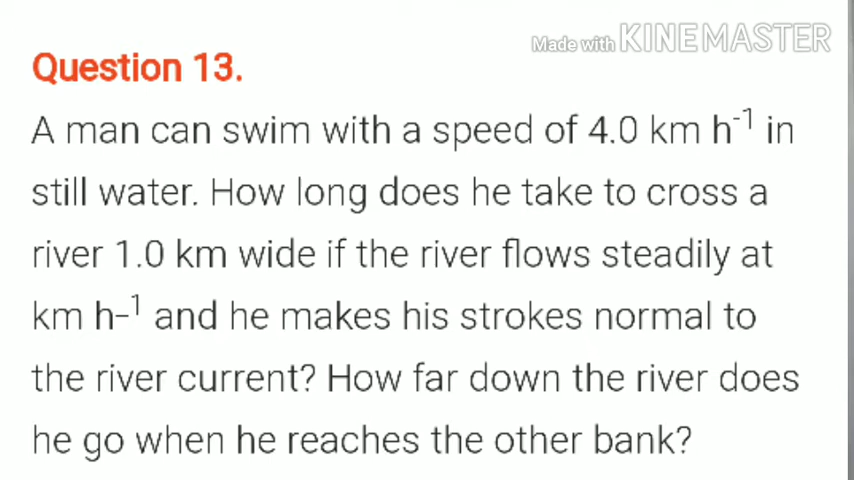 Made with KINEMASTER
Question 13.
A man can swim with a speed of 4.0 km h⁻¹ in
still water. How long does he take to cross a
river 1.0 km wide if the river flows steadily at
km h–¹ and he makes his strokes normal to
the river current? How far down the river does
he go when he reaches the other bank?